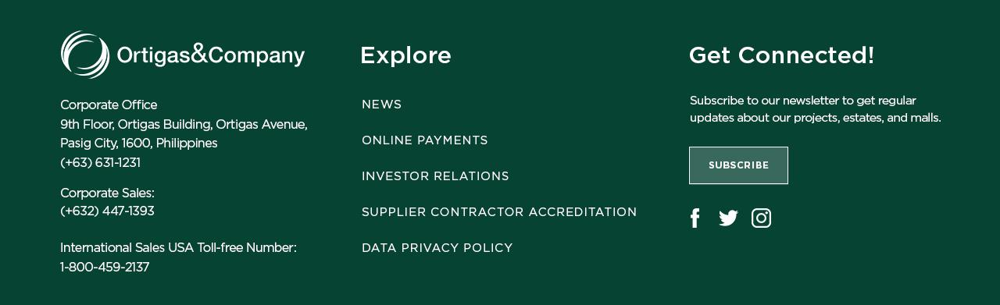 Ortigas&Company
Corporate Office
9th Floor, Ortigas Building, Ortigas Avenue,
Pasig City, 1600, Philippines
(+63) 631-1231
Corporate Sales:
(+632) 447-1393
International Sales USA Toll-free Number:
1-800-459-2137
Explore
NEWS
ONLINE PAYMENTS
INVESTOR RELATIONS
SUPPLIER CONTRACTOR ACCREDITATION
DATA PRIVACY POLICY
Get Connected!
Subscribe to our newsletter to get regular
updates about our projects, estates, and malls.
SUBSCRIBE